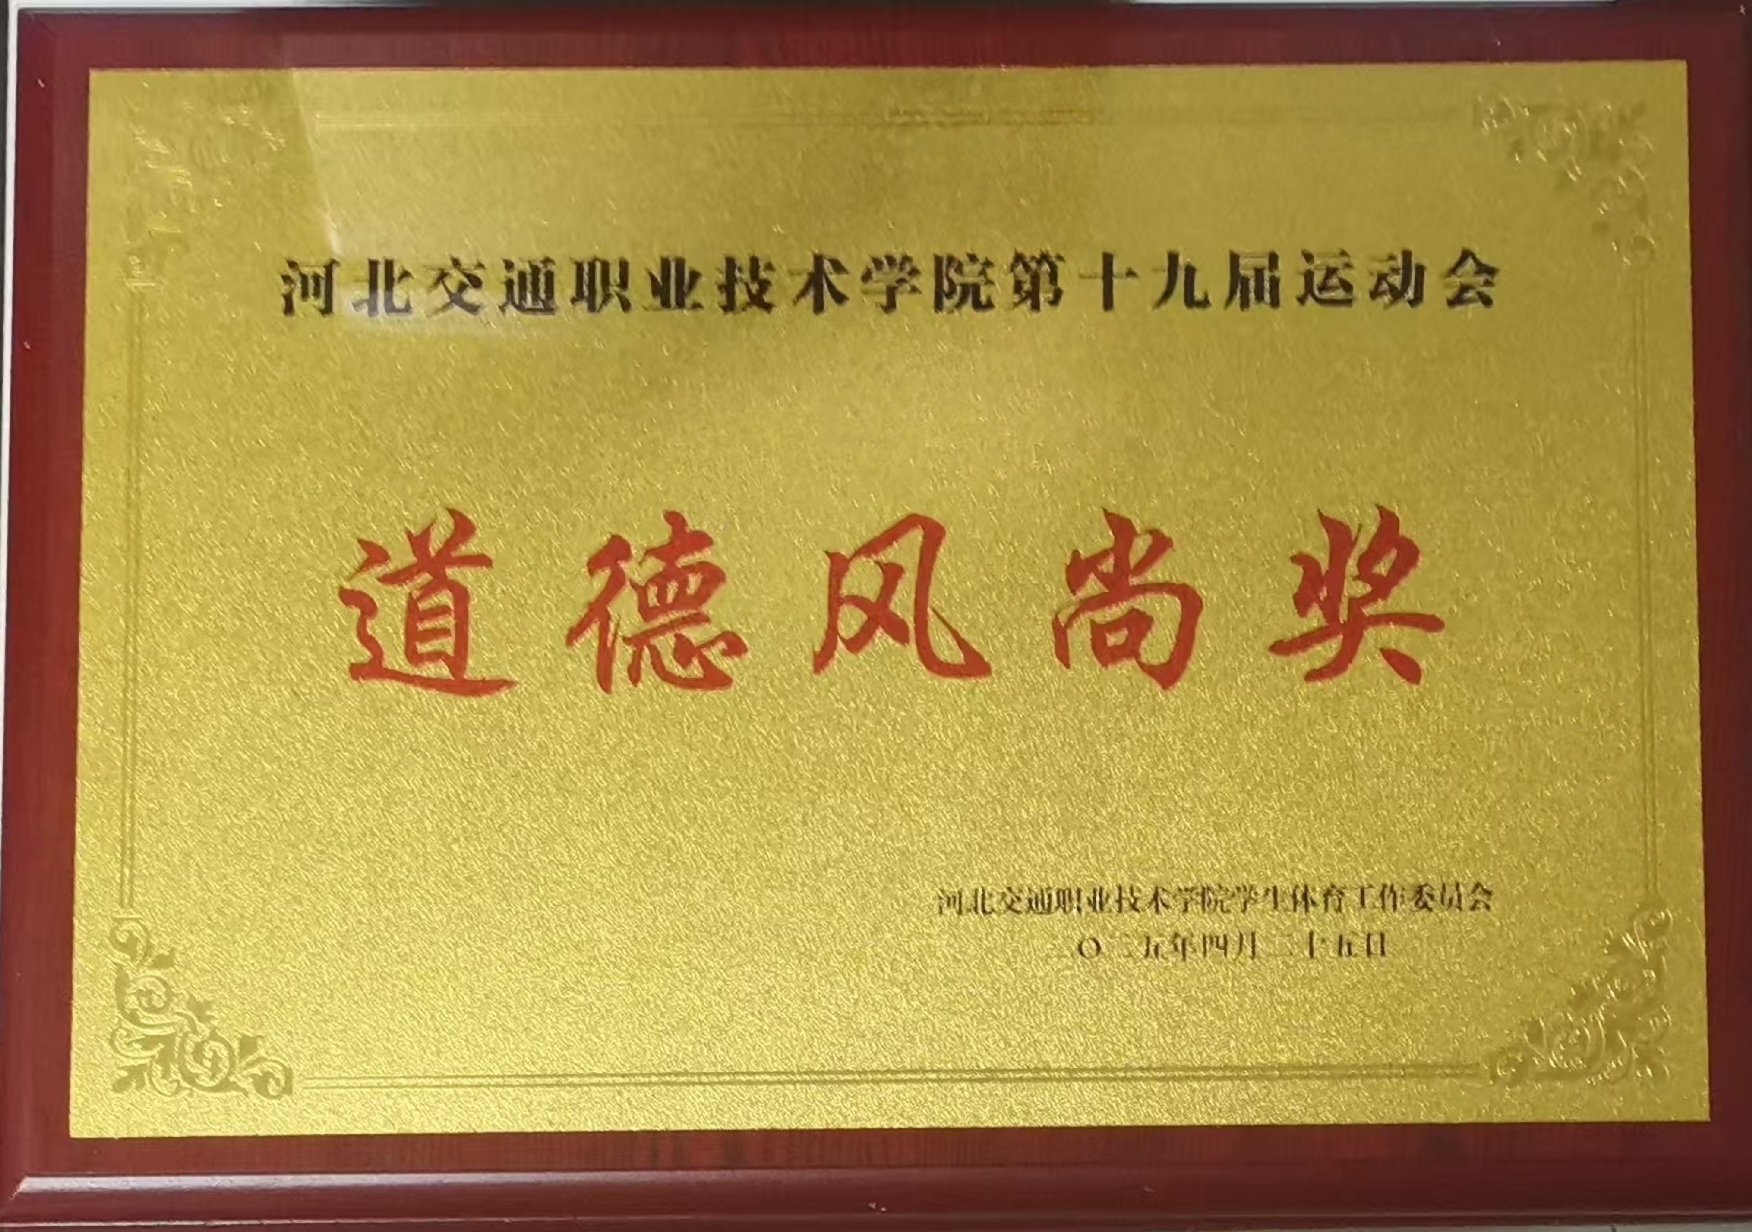 河北交通职业技术学院第十九届运动会
道德风尚奖
河北交通职业技术学院学生体育工作委员会
二〇二五年四月二十五日